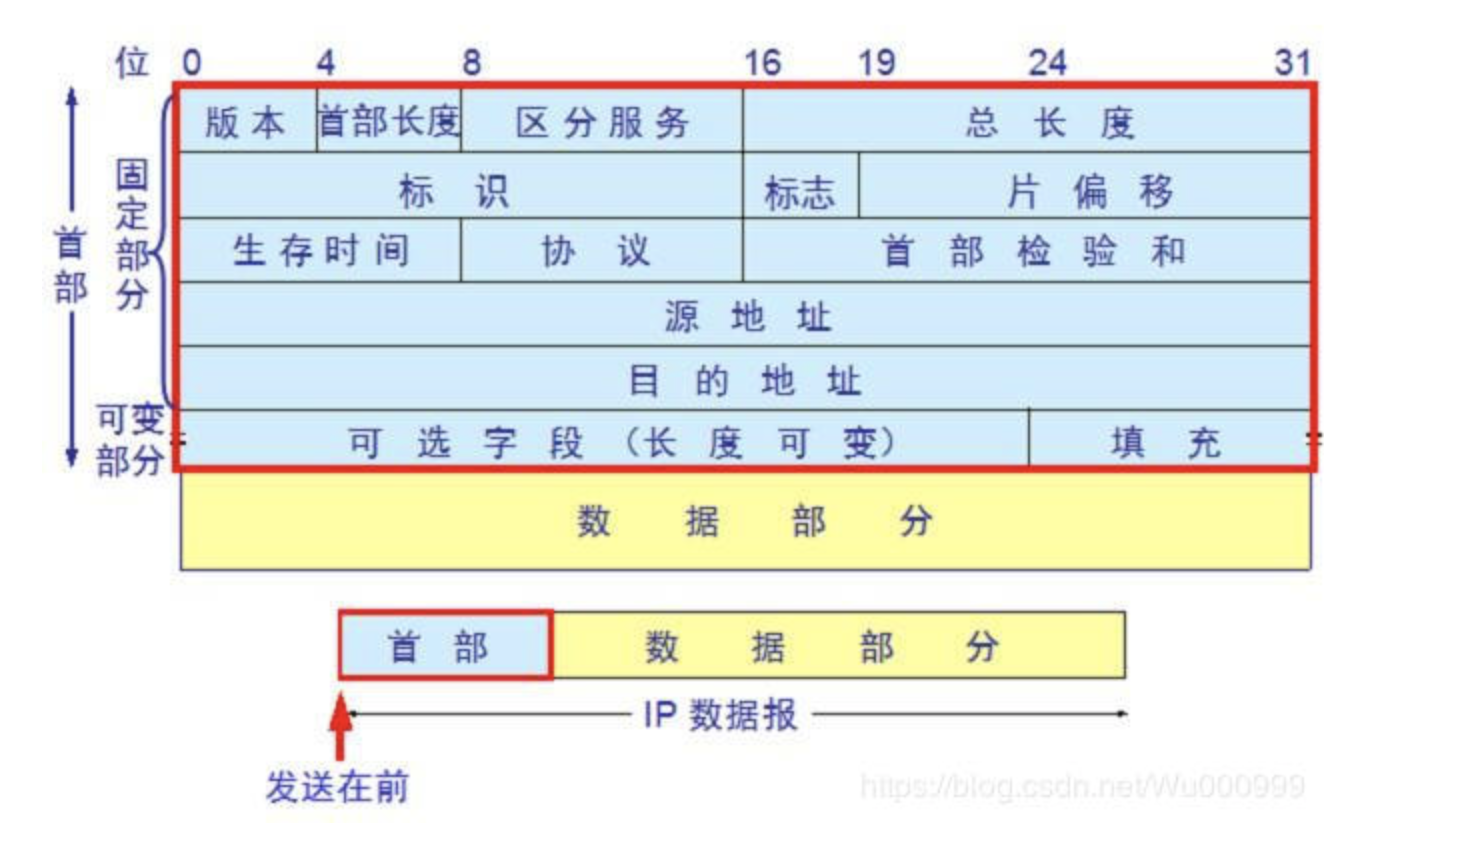 位 0 4 8 16 19 24 31
版本 首部长度 区分服务 总长度
标识 标志 片偏移
生存时间 协议 首部检验和
源地址
目的地址
可选字段（长度可变） 填充
数据部分
首部
固定部分
可变
部分
首部 数据部分
IP 数据报
发送在前
https://blog.csdn.net/Wu000999